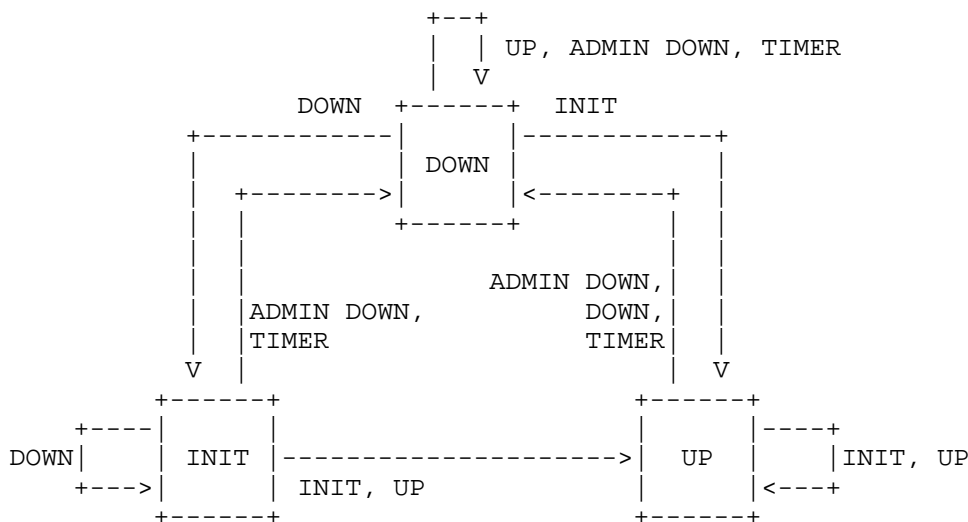 UP, ADMIN DOWN, TIMER
DOWN INIT
DOWN
ADMIN DOWN,
ADMIN DOWN, DOWN,
TIMER TIMER
DOWN INIT UP INIT, UP
INIT, UP